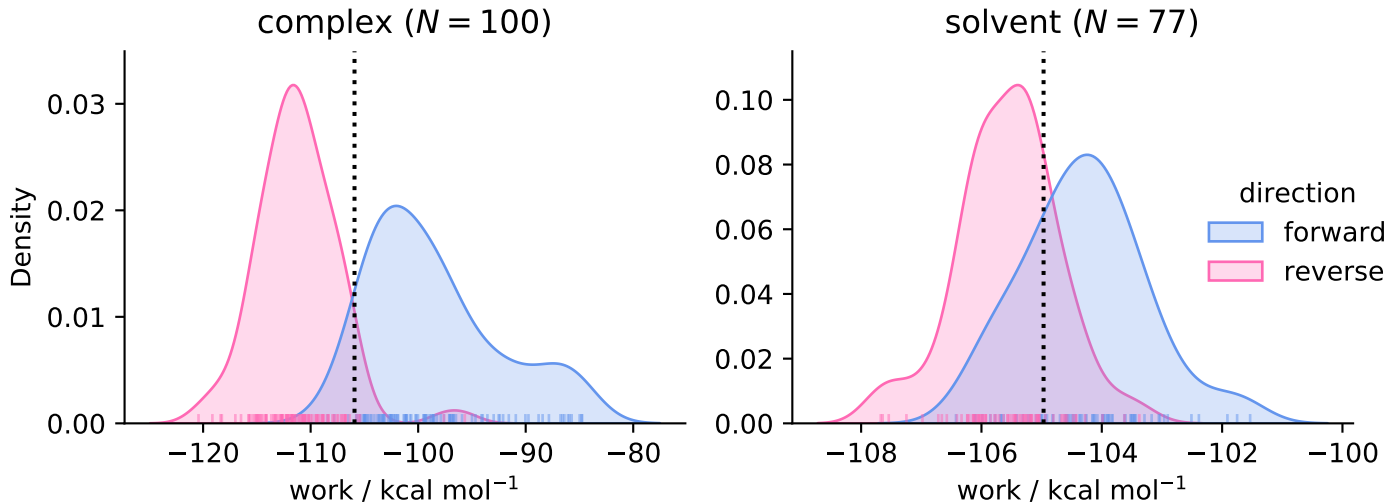 complex (N = 100)
Density
0.03
0.02
0.01
0.00
−120
−110
−100
−90
−80
work / kcal mol⁻¹
solvent (N = 77)
0.10
0.08
0.06
0.04
0.02
0.00
−108
−106
−104
−102
−100
work / kcal mol⁻¹
direction
forward
reverse